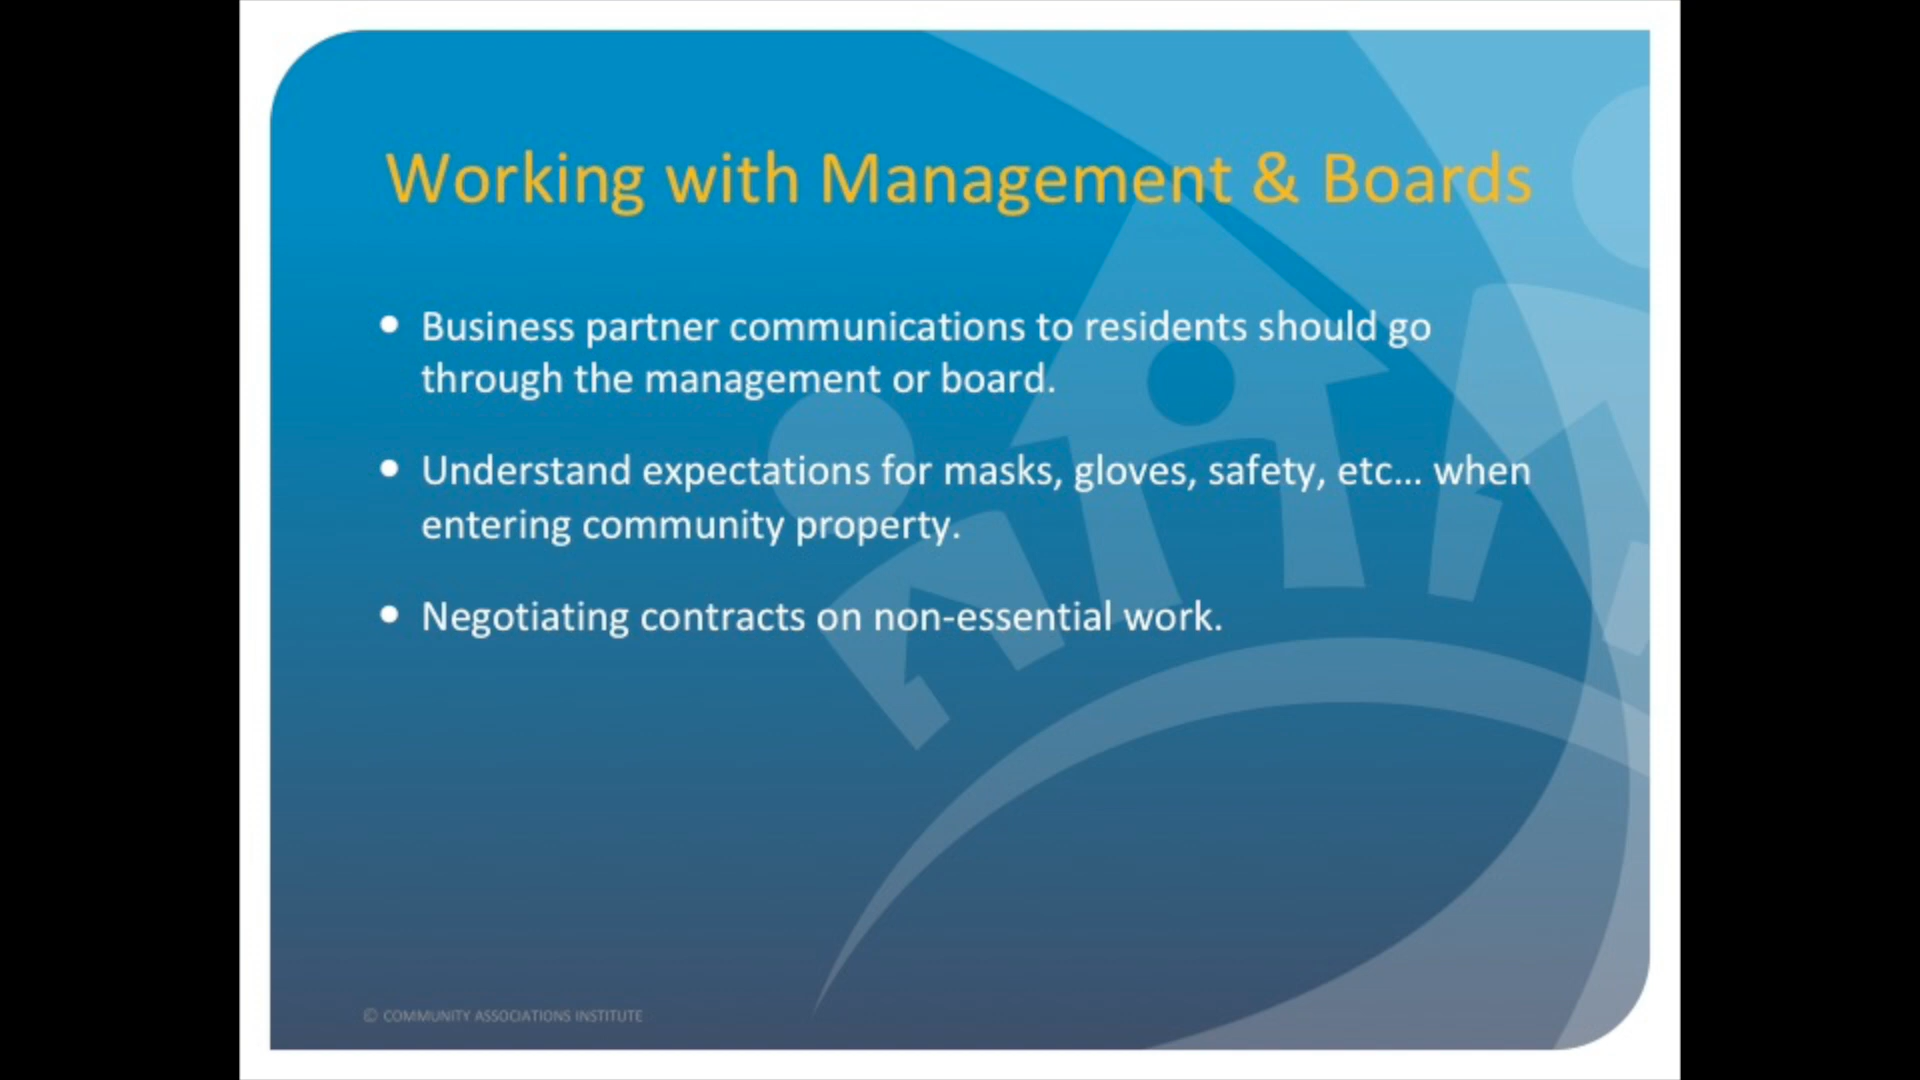 Working with Management & Boards
• Business partner communications to residents should go
through the management or board.
• Understand expectations for masks, gloves, safety, etc... when
entering community property.
• Negotiating contracts on non-essential work.
© COMMUNITY ASSOCIATIONS INSTITUTE